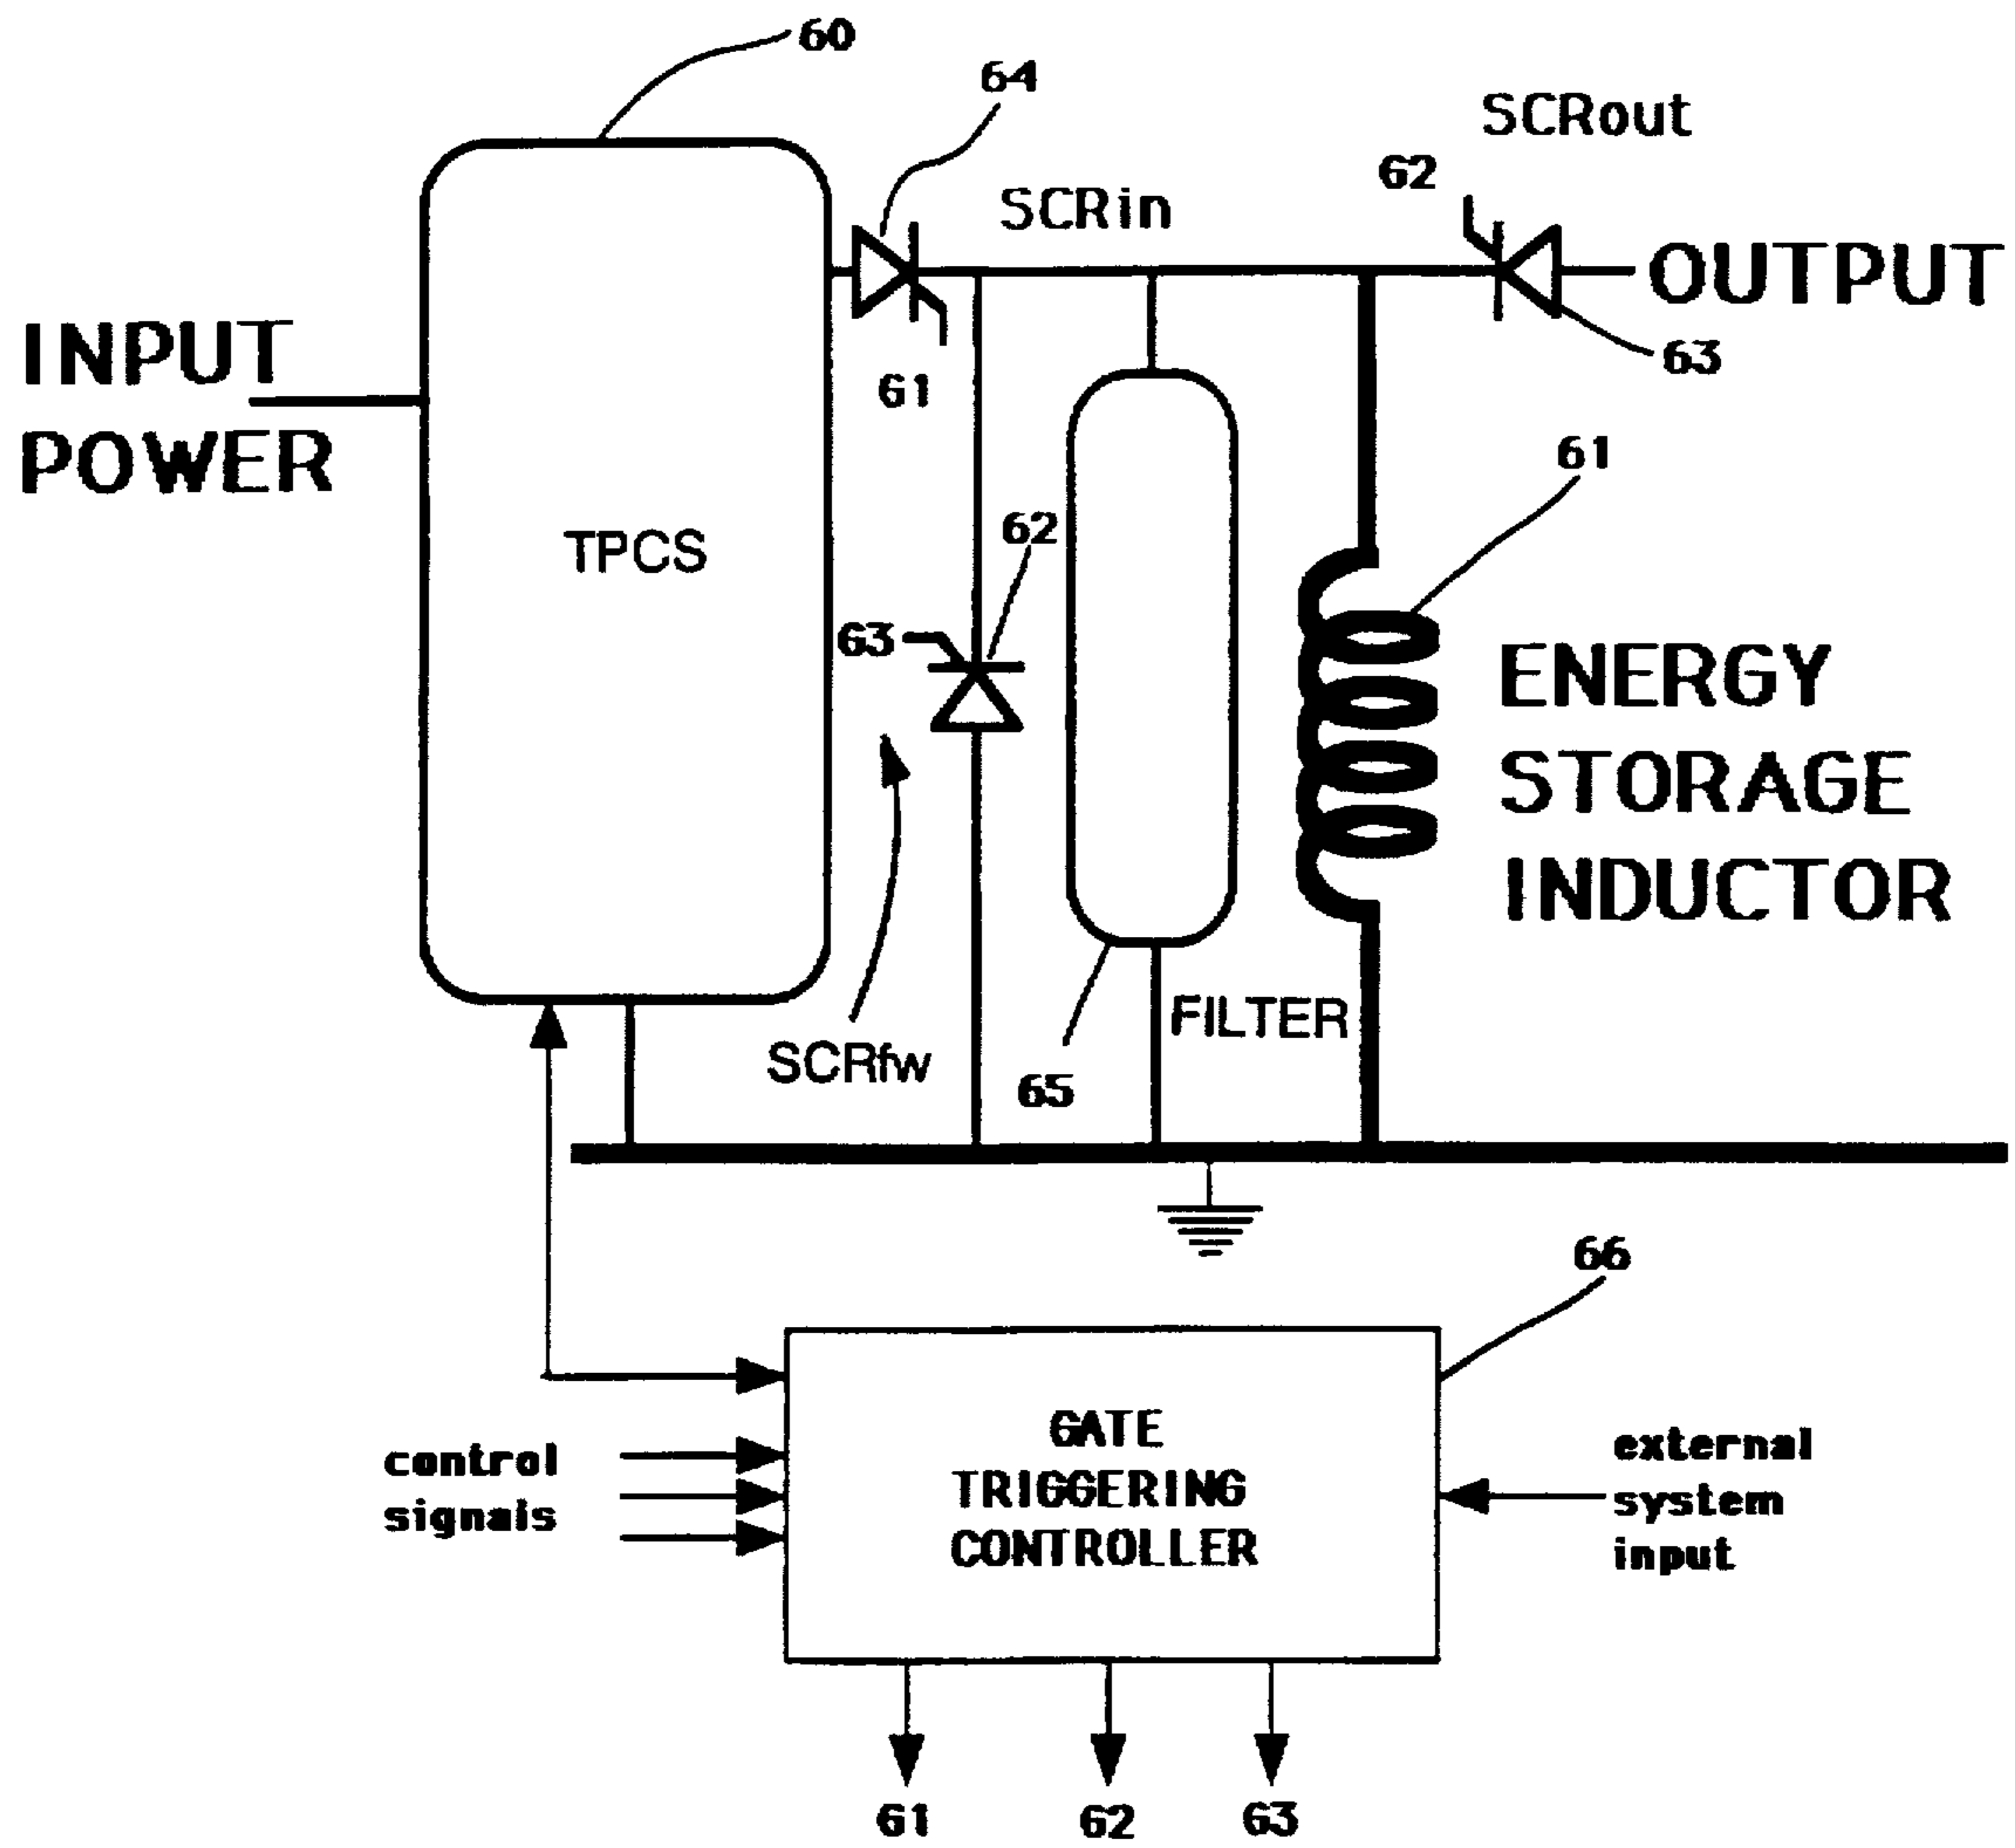 60
64
SCRout
62
SCRin
OUTPUT
63
INPUT
POWER
61
61
TPCS
62
63
ENERGY
STORAGE
INDUCTOR
FILTER
SCRfw
65
66
GATE
TRIGGERING
CONTROLLER
control
signals
external
system
input
61
62
63